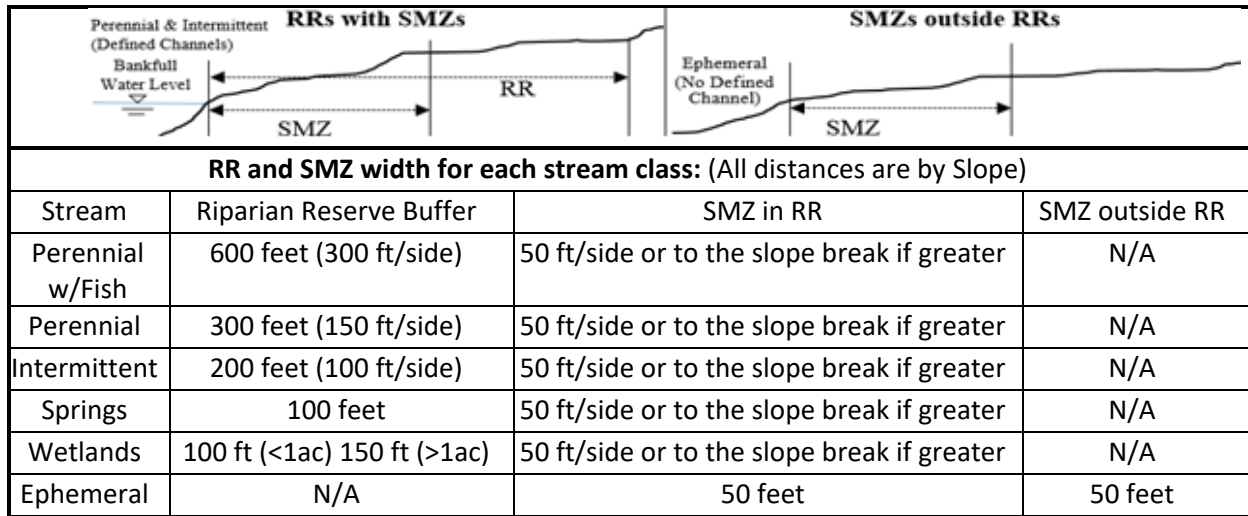 RRs with SMZs
SMZs outside RRs
Perennial & Intermittent
(Defined Channels)
Bankfull
Water Level
RR
SMZ
Ephemeral
(No Defined
Channel)
SMZ
RR and SMZ width for each stream class: (All distances are by Slope)
Stream Riparian Reserve Buffer SMZ in RR SMZ outside RR
Perennial w/Fish 600 feet (300 ft/side) 50 ft/side or to the slope break if greater N/A
Perennial 300 feet (150 ft/side) 50 ft/side or to the slope break if greater N/A
Intermittent 200 feet (100 ft/side) 50 ft/side or to the slope break if greater N/A
Springs 100 feet 50 ft/side or to the slope break if greater N/A
Wetlands 100 ft (<1ac) 150 ft (>1ac) 50 ft/side or to the slope break if greater N/A
Ephemeral N/A 50 feet 50 feet